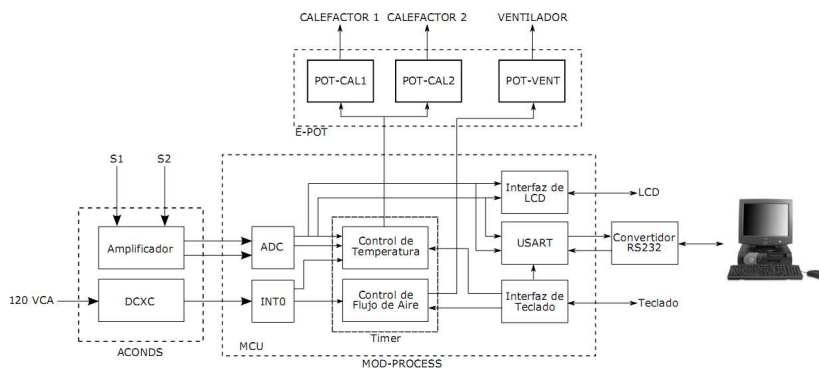 CALEFACTOR 1
CALEFACTOR 2
VENTILADOR
POT-CAL1
POT-CAL2
POT-VENT
E-POT
S1
S2
Amplificador
120 VCA
DCXC
ACONDS
ADC
INT0
Control de
Temperatura
Control de
Flujo de Aire
Timer
Interfaz de
LCD
USART
Interfaz de
Teclado
MCU
MOD-PROCESS
LCD
Convertidor
RS232
Teclado